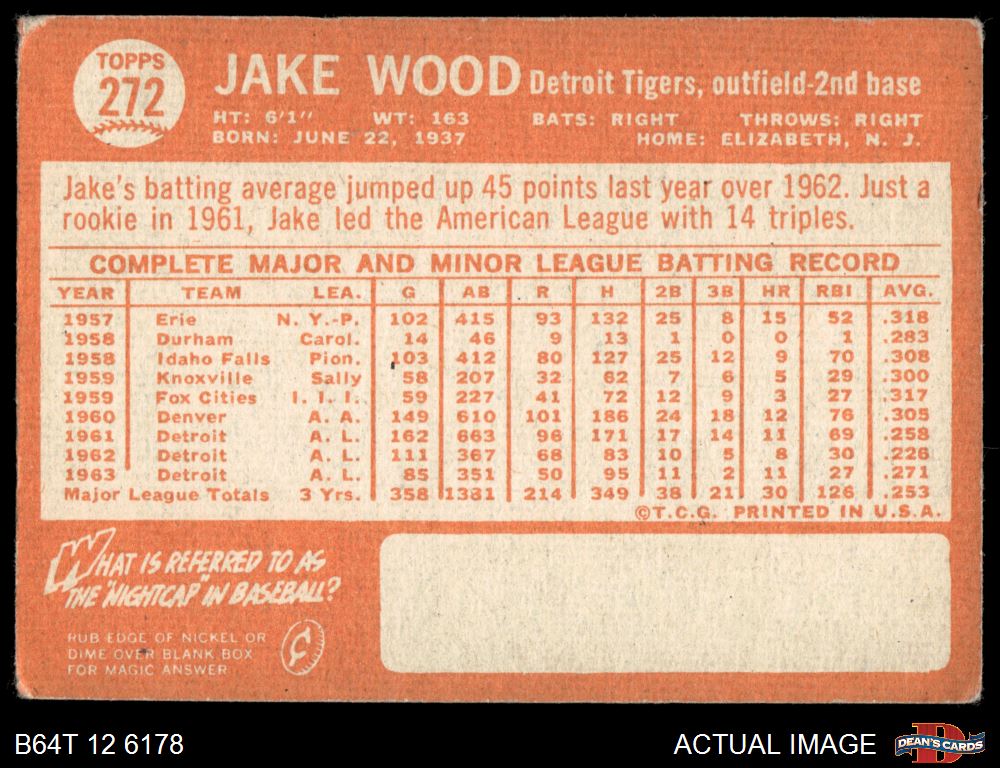 TOPPS
272
JAKE WOOD Detroit Tigers, outfield-2nd base
HT: 6'1" WT: 163 BATS: RIGHT THROWS: RIGHT
BORN: JUNE 22, 1937 HOME: ELIZABETH, N. J.
Jake's batting average jumped up 45 points last year over 1962. Just a
rookie in 1961, Jake led the American League with 14 triples.
COMPLETE MAJOR AND MINOR LEAGUE BATTING RECORD
YEAR TEAM LEA. G AB R H 2B 3B HR RBI AVG.
1957 Erie N. Y.-P. 102 415 93 132 25 8 15 52 .318
1958 Durham Carol. 14 46 9 13 1 0 0 1 .283
1958 Idaho Falls Pion. 103 412 80 127 25 12 9 70 .308
1959 Knoxville Sally 58 207 32 62 7 6 5 29 .300
1959 Fox Cities I. I. I. 59 227 41 72 12 9 3 27 .317
1960 Denver A. A. 149 610 101 186 24 18 12 76 .305
1961 Detroit A. L. 162 663 96 171 17 14 11 69 .258
1962 Detroit A. L. 111 367 68 83 10 5 8 30 .226
1963 Detroit A. L. 85 351 50 95 11 2 11 27 .271
Major League Totals 3 Yrs. 358 1381 214 349 38 21 30 126 .253
©T.C.G. PRINTED IN U.S.A.
WHAT IS REFERRED TO AS
THE "NIGHTCAP" IN BASEBALL?
RUB EDGE OF NICKEL OR
DIME OVER BLANK BOX
FOR MAGIC ANSWER
B64T 12 6178
ACTUAL IMAGE
DEAN'S CARDS